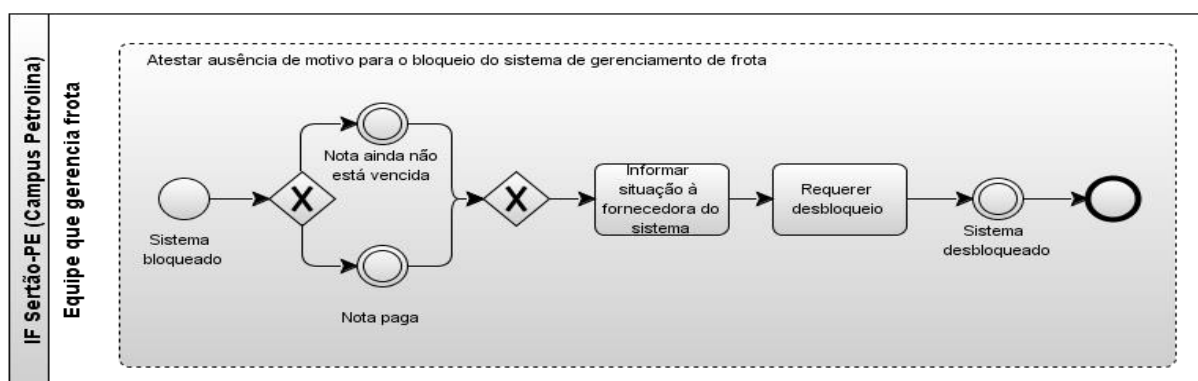 IF Sertão-PE (Campus Petrolina)
Equipe que gerencia frota
Atestar ausência de motivo para o bloqueio do sistema de gerenciamento de frota
Sistema
bloqueado
X
Nota ainda não
está vencida
Nota paga
X
Informar
situação à
fornecedora do
sistema
Requerer
desbloqueio
Sistema
desbloqueado